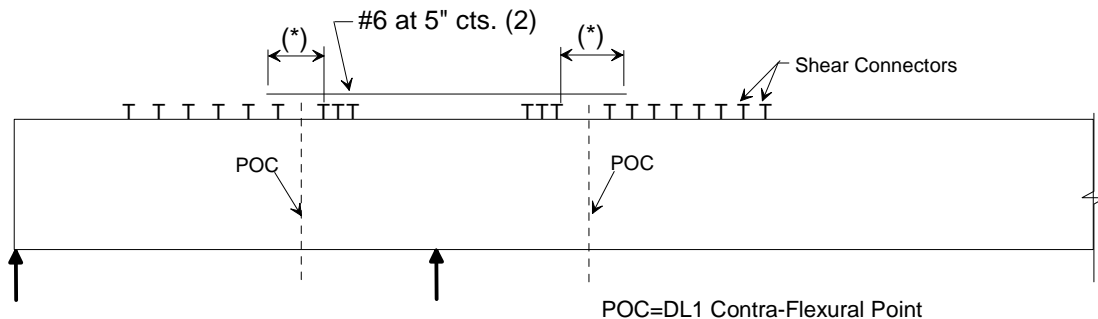 #6 at 5" cts. (2)
(*)
(*)
Shear Connectors
POC
POC
POC=DL1 Contra-Flexural Point